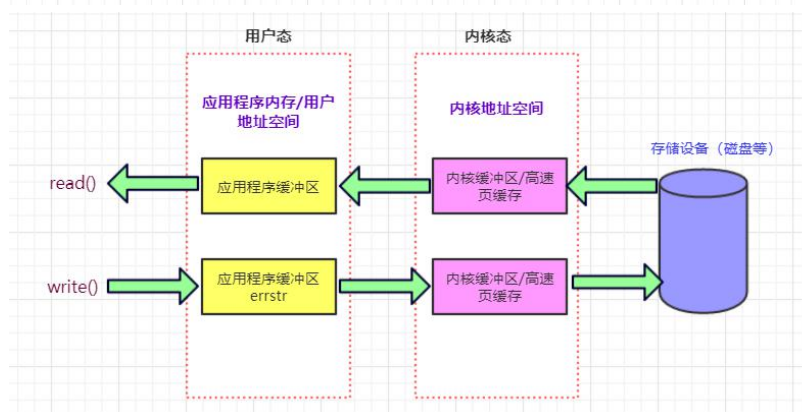 用户态
内核态
应用程序内存/用户
地址空间
内核地址空间
存储设备（磁盘等）
read()
应用程序缓冲区
内核缓冲区/高速
页缓存
write()
应用程序缓冲区
errstr
内核缓冲区/高速
页缓存